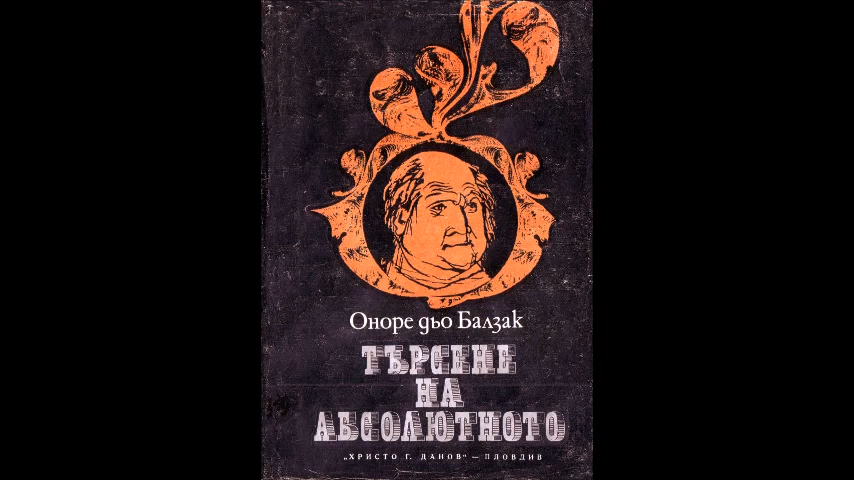 Оноре дьо Балзак
ТЪРСЕНЕ
НА
АБСОЛЮТНОТО
„ХРИСТО Г. ДАНОВ“ — ПЛОВДИВ